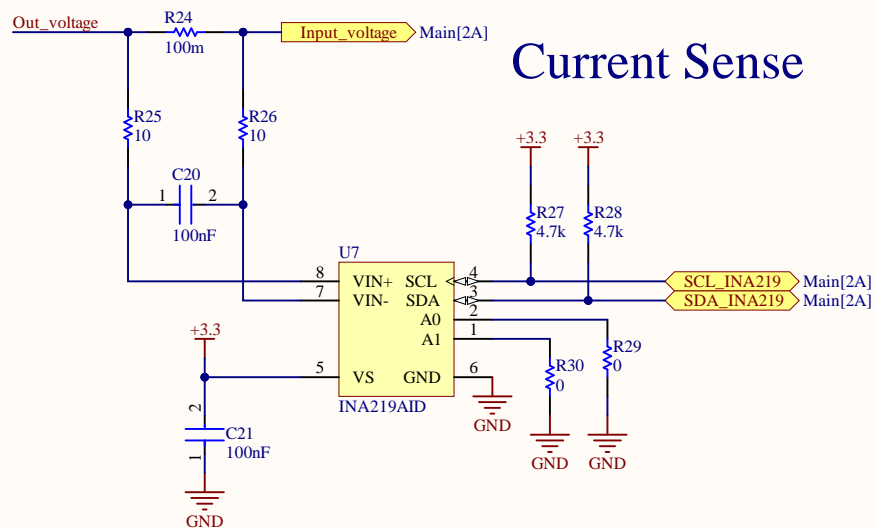 Out_voltage
R24
100m
Input_voltage
Main[2A]
Current Sense
R25
10
R26
10
C20
1
2
100nF
+3.3
+3.3
R27
4.7k
R28
4.7k
U7
8
VIN+
SCL
4
SCL_INA219
Main[2A]
7
VIN-
SDA
3
SDA_INA219
Main[2A]
A0
2
A1
1
+3.3
5
VS
GND
6
INA219AID
R30
0
R29
0
GND
GND
GND
2
C21
100nF
1
GND